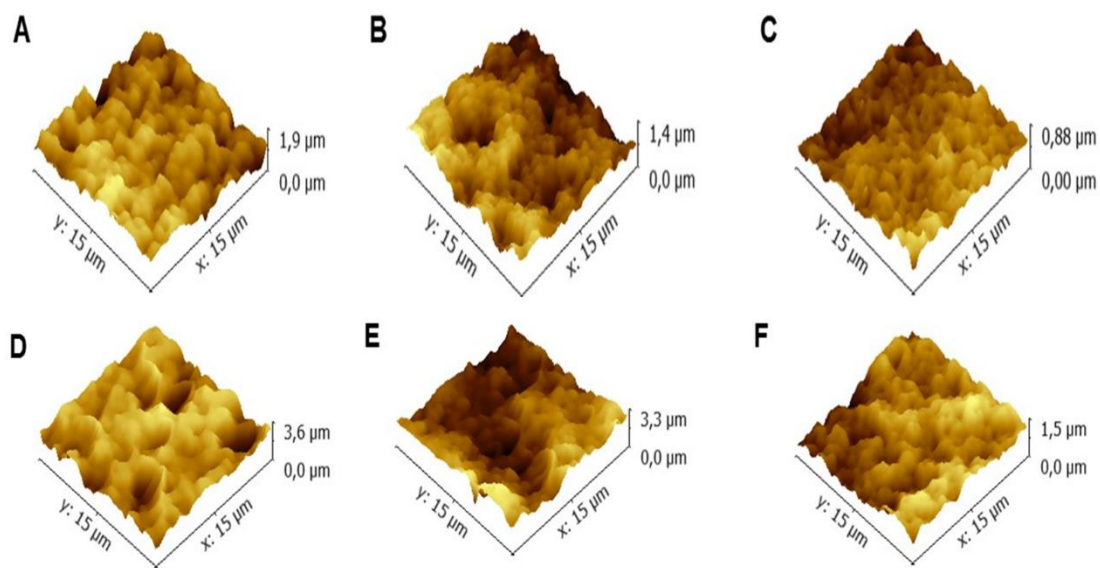 A
1,9 µm
0,0 µm
y: 15 µm
x: 15 µm
B
1,4 µm
0,0 µm
y: 15 µm
x: 15 µm
C
0,88 µm
0,00 µm
y: 15 µm
x: 15 µm
D
3,6 µm
0,0 µm
y: 15 µm
x: 15 µm
E
3,3 µm
0,0 µm
y: 15 µm
x: 15 µm
F
1,5 µm
0,0 µm
y: 15 µm
x: 15 µm